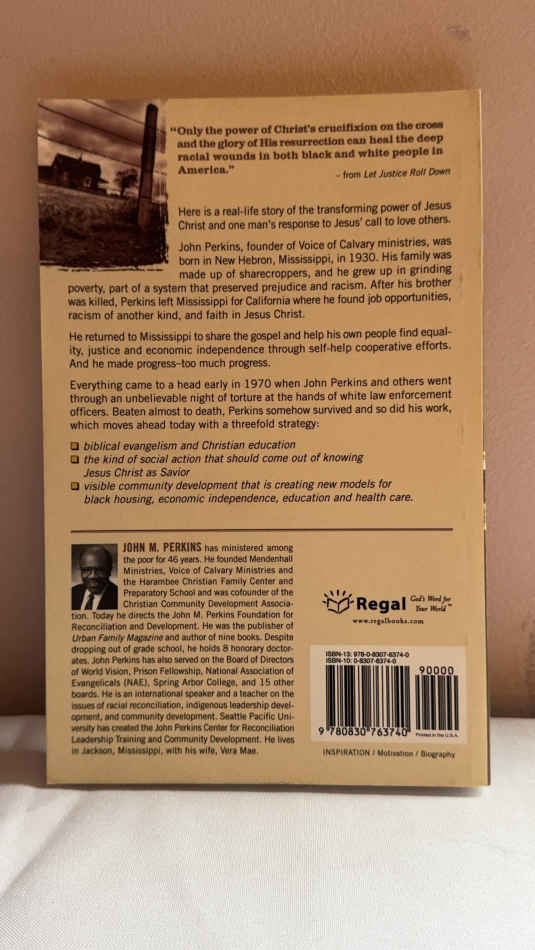 “Only the power of Christ's crucifixion on the cross
and the glory of His resurrection can heal the deep
racial wounds in both black and white people in
America.”
– from Let Justice Roll Down
Here is a real-life story of the transforming power of Jesus
Christ and one man's response to Jesus' call to love others.
John Perkins, founder of Voice of Calvary ministries, was
born in New Hebron, Mississippi, in 1930. His family was
made up of sharecroppers, and he grew up in grinding
poverty, part of a system that preserved prejudice and racism. After his brother
was killed, Perkins left Mississippi for California where he found job opportunities,
racism of another kind, and faith in Jesus Christ.
He returned to Mississippi to share the gospel and help his own people find equal-
ity, justice and economic independence through self-help cooperative efforts.
And he made progress–too much progress.
Everything came to a head early in 1970 when John Perkins and others went
through an unbelievable night of torture at the hands of white law enforcement
officers. Beaten almost to death, Perkins somehow survived and so did his work,
which moves ahead today with a threefold strategy:
biblical evangelism and Christian education
the kind of social action that should come out of knowing
Jesus Christ as Savior
visible community development that is creating new models for
black housing, economic independence, education and health care.
JOHN M. PERKINS has ministered among
the poor for 46 years. He founded Mendenhall
Ministries, Voice of Calvary Ministries and
the Harambee Christian Family Center and
Preparatory School and was cofounder of the
Christian Community Development Associa-
tion. Today he directs the John M. Perkins Foundation for
Reconciliation and Development. He was the publisher of
Urban Family Magazine and author of nine books. Despite
dropping out of grade school, he holds 8 honorary doctor-
ates. John Perkins has also served on the Board of Directors
of World Vision, Prison Fellowship, National Association of
Evangelicals (NAE), Spring Arbor College, and 15 other
boards. He is an international speaker and a teacher on the
issues of racial reconciliation, indigenous leadership devel-
opment, and community development. Seattle Pacific Uni-
versity has created the John Perkins Center for Reconciliation
Leadership Training and Community Development. He lives
in Jackson, Mississippi, with his wife, Vera Mae.
Regal
God's Word for
Your World™
www.regalbooks.com
ISBN-13: 978-0-8307-6374-0
ISBN-10: 0-8307-6374-0
90000
9 780830 763740
Printed in the U.S.A.
INSPIRATION / Motivation / Biography